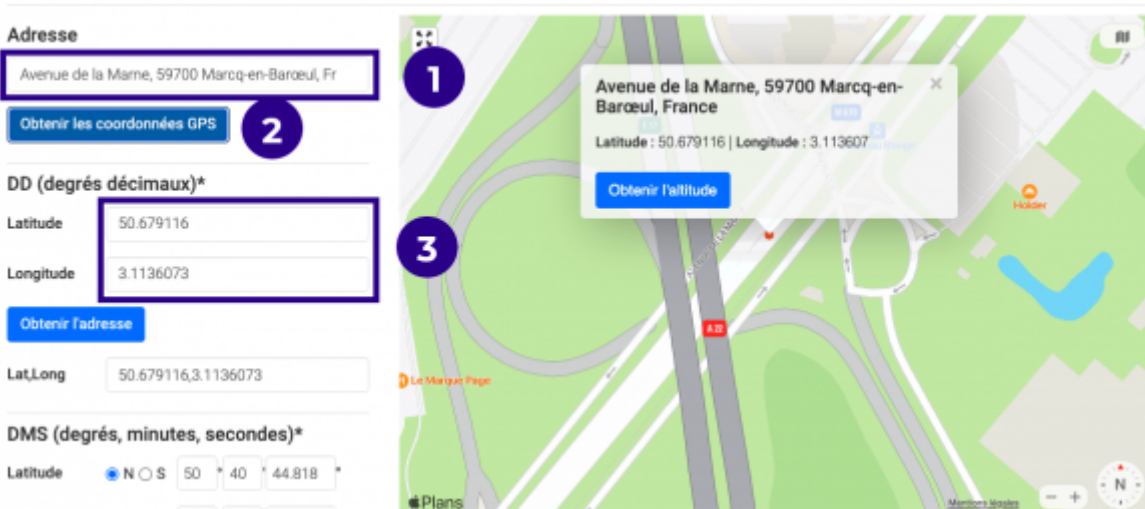 Adresse
Avenue de la Marne, 59700 Marcq-en-Barœul, Fr
1
Obtenir les coordonnées GPS
2
DD (degrés décimaux)*
Latitude
50.679116
3
Longitude
3.1136073
Obtenir l'adresse
Lat,Long
50.679116,3.1136073
DMS (degrés, minutes, secondes)*
Latitude
N S 50 ° 40 ' 44.818 "
Avenue de la Marne, 59700 Marcq-en-
Barœul, France
×
Latitude : 50.679116 | Longitude : 3.113607
Obtenir l'altitude
Holder
A 22
Le Marque Page
Plans
Mentions légales
− +
N